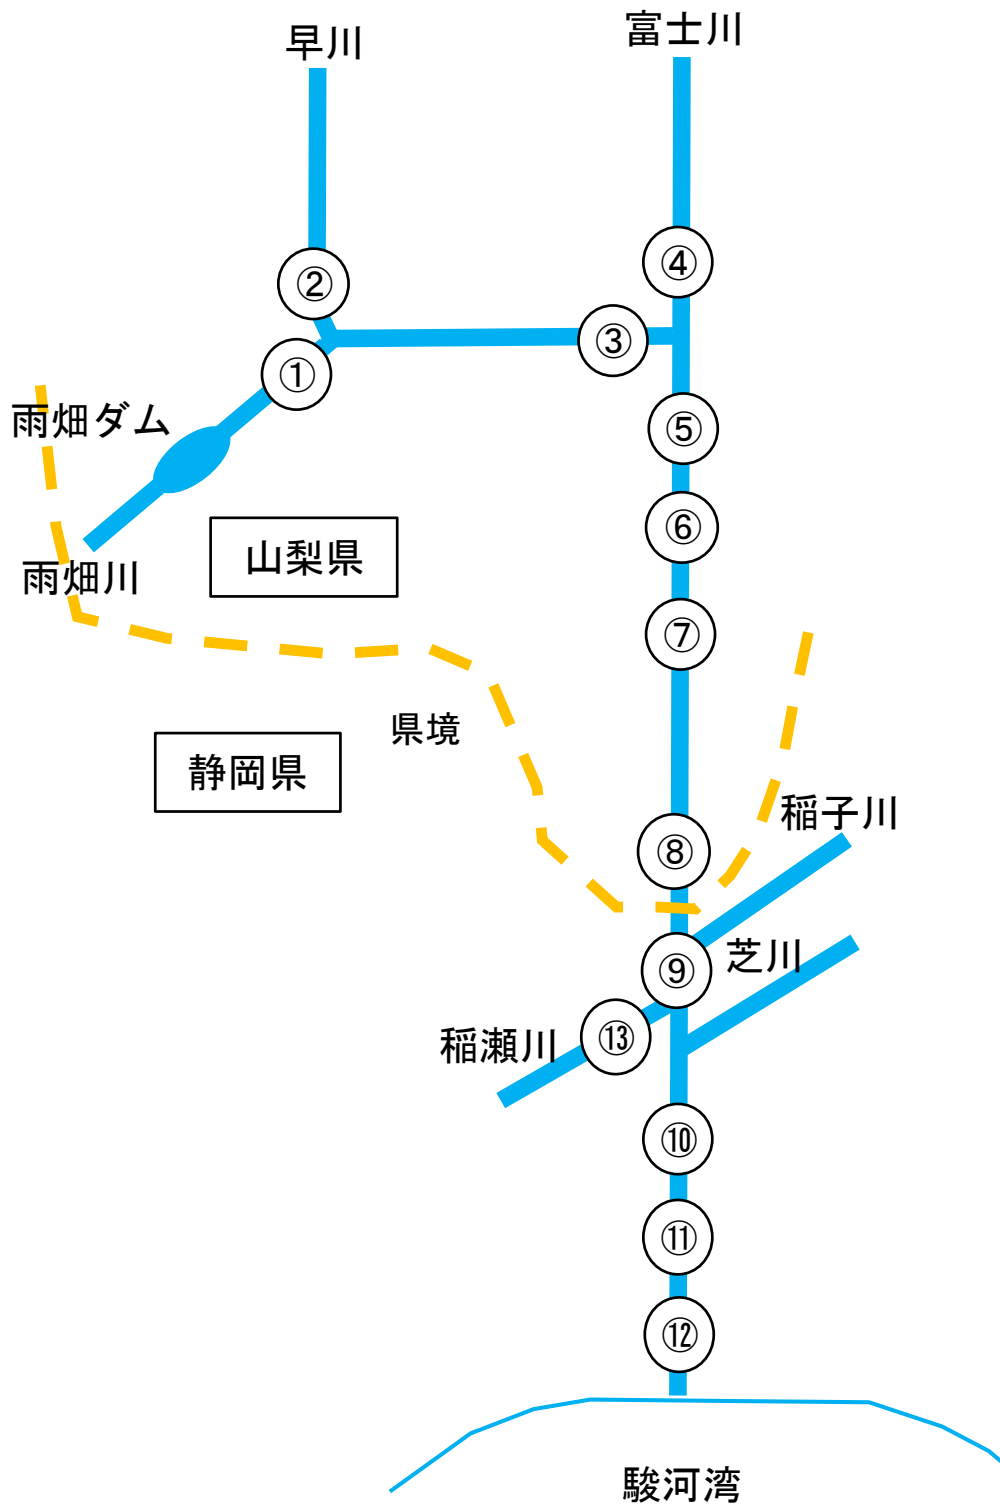 早川
富士川
②
④
③
①
雨畑ダム
⑤
⑥
山梨県
雨畑川
⑦
県境
静岡県
稲子川
⑧
芝川
⑨
⑬
稲瀬川
⑩
⑪
⑫
駿河湾